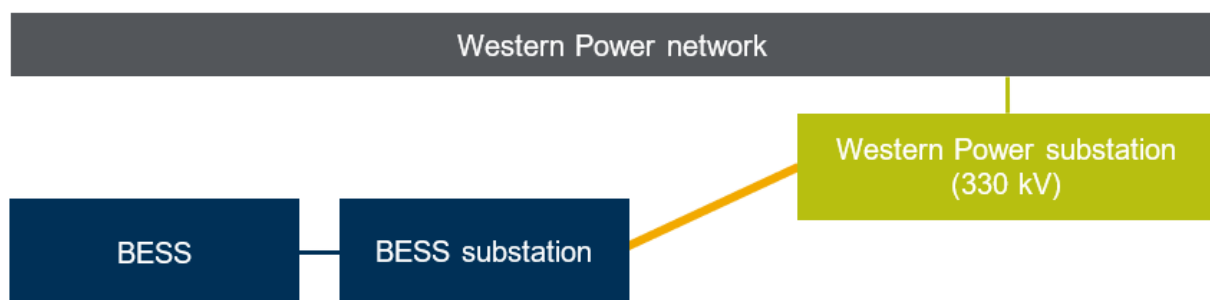 Western Power network
Western Power substation
(330 kV)
BESS
BESS substation